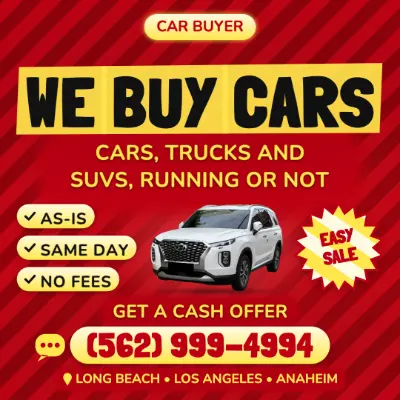 CAR BUYER
WE BUY CARS
CARS, TRUCKS AND
SUVS, RUNNING OR NOT
AS-IS
SAME DAY
NO FEES
EASY
SALE
GET A CASH OFFER
(562) 999-4994
LONG BEACH • LOS ANGELES • ANAHEIM